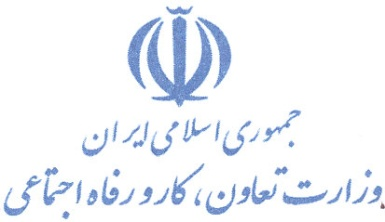 جمهوری اسلامی ایران
وزارت تعاون، کار و رفاه اجتماعی